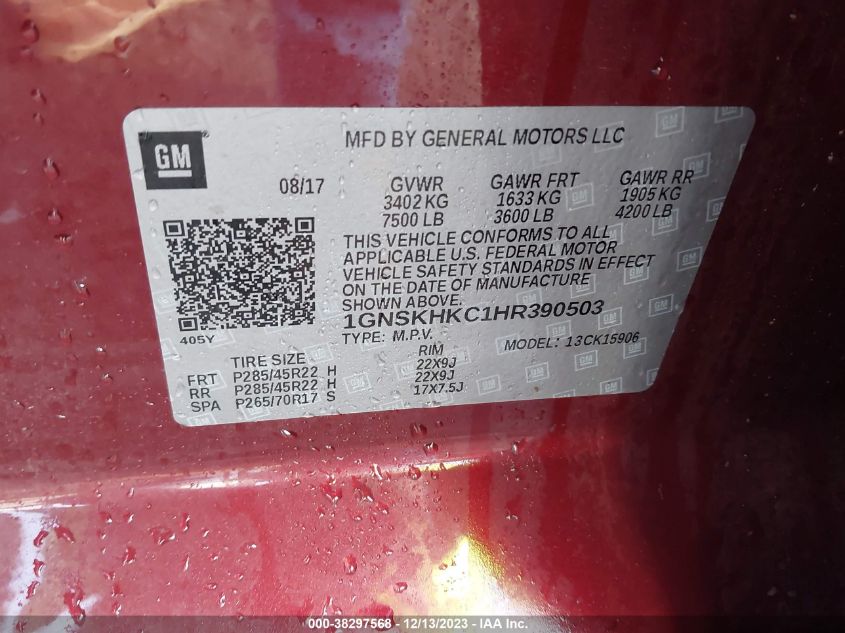 GM
MFD BY GENERAL MOTORS LLC
08/17 GVWR GAWR FRT GAWR RR
3402 KG 1633 KG 1905 KG
7500 LB 3600 LB 4200 LB
THIS VEHICLE CONFORMS TO ALL
APPLICABLE U.S. FEDERAL MOTOR
VEHICLE SAFETY STANDARDS IN EFFECT
ON THE DATE OF MANUFACTURE
SHOWN ABOVE.
1GNSKHKC1HR390503
405Y
TYPE: M.P.V. MODEL: 13CK15906
TIRE SIZE RIM
FRT P285/45R22 H 22X9J
RR P285/45R22 H 22X9J
SPA P265/70R17 S 17X7.5J
000-38297568 - 12/13/2023 - IAA Inc.